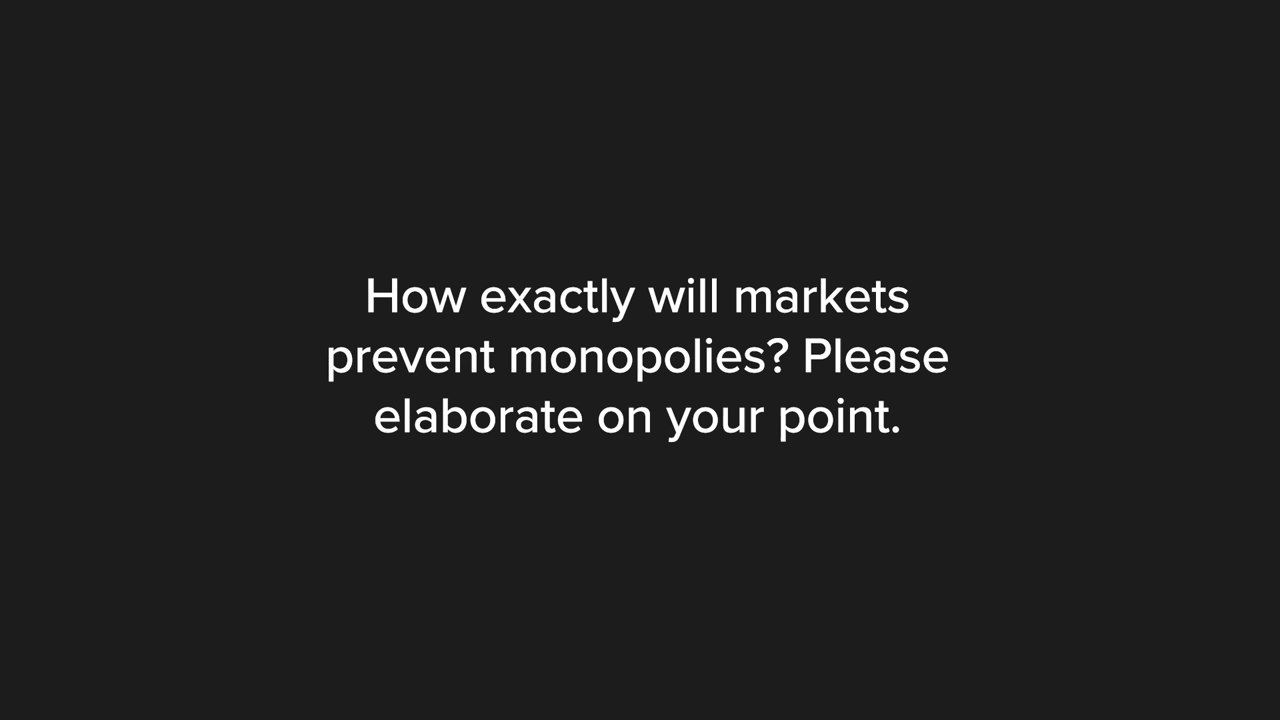 How exactly will markets
prevent monopolies? Please
elaborate on your point.